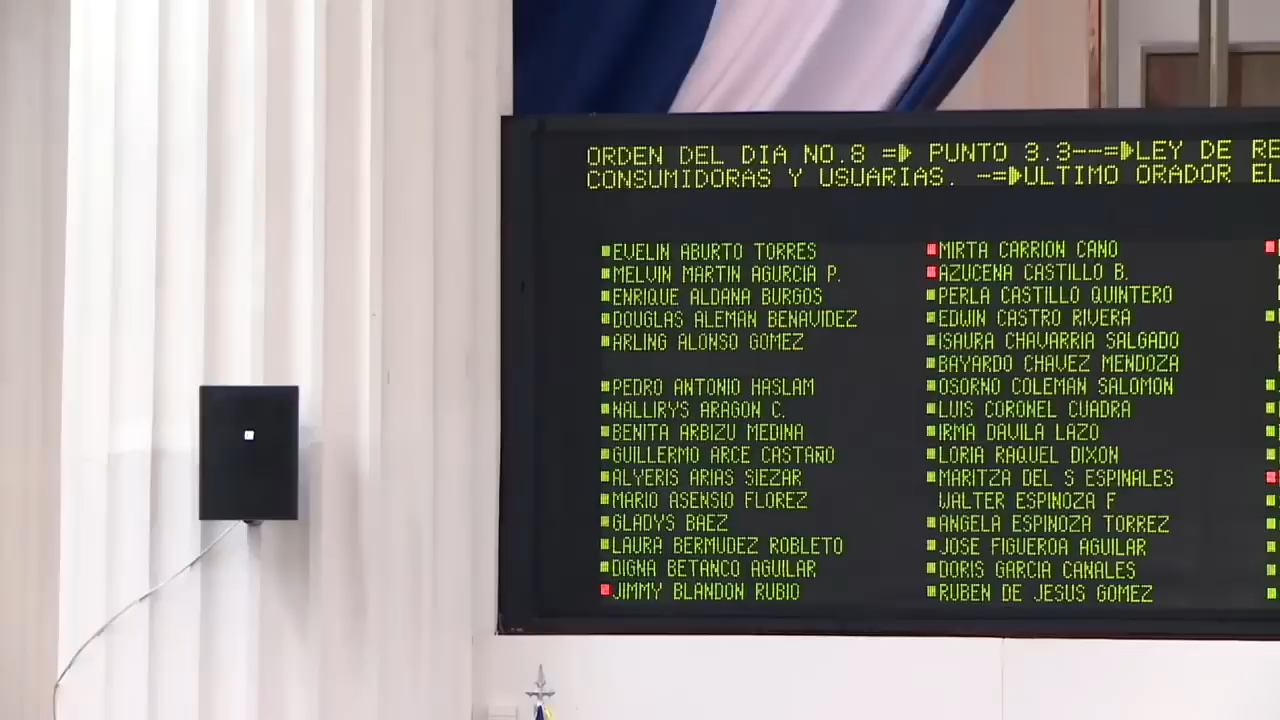 ORDEN DEL DIA NO.8 => PUNTO 3.3--=>LEY DE RE
CONSUMIDORAS Y USUARIAS. -=>ULTIMO ORADOR EL
EVELIN ABURTO TORRES
MELVIN MARTIN AGURCIA P.
ENRIQUE ALDANA BURGOS
DOUGLAS ALEMAN BENAVIDEZ
ARLING ALONSO GOMEZ
PEDRO ANTONIO HASLAM
NALLIRYS ARAGON C.
BENITA ARBIZU MEDINA
GUILLERMO ARCE CASTAÑO
ALYERIS ARIAS SIEZAR
MARIO ASENSIO FLOREZ
GLADYS BAEZ
LAURA BERMUDEZ ROBLETO
DIGNA BETANCO AGUILAR
JIMMY BLANDON RUBIO
MIRTA CARRION CANO
AZUCENA CASTILLO B.
PERLA CASTILLO QUINTERO
EDWIN CASTRO RIVERA
ISAURA CHAVARRIA SALGADO
BAYARDO CHAVEZ MENDOZA
OSORNO COLEMAN SALOMON
LUIS CORONEL CUADRA
IRMA DAVILA LAZO
LORIA RAQUEL DIXON
MARITZA DEL S ESPINALES
WALTER ESPINOZA F
ANGELA ESPINOZA TORREZ
JOSE FIGUEROA AGUILAR
DORIS GARCIA CANALES
RUBEN DE JESUS GOMEZ